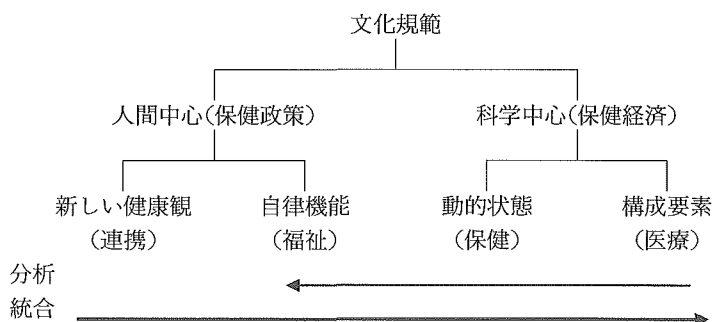 文化規範
人間中心(保健政策) 科学中心(保健経済)
新しい健康観 自律機能 動的状態 構成要素
(連携) (福祉) (保健) (医療)
分析
統合